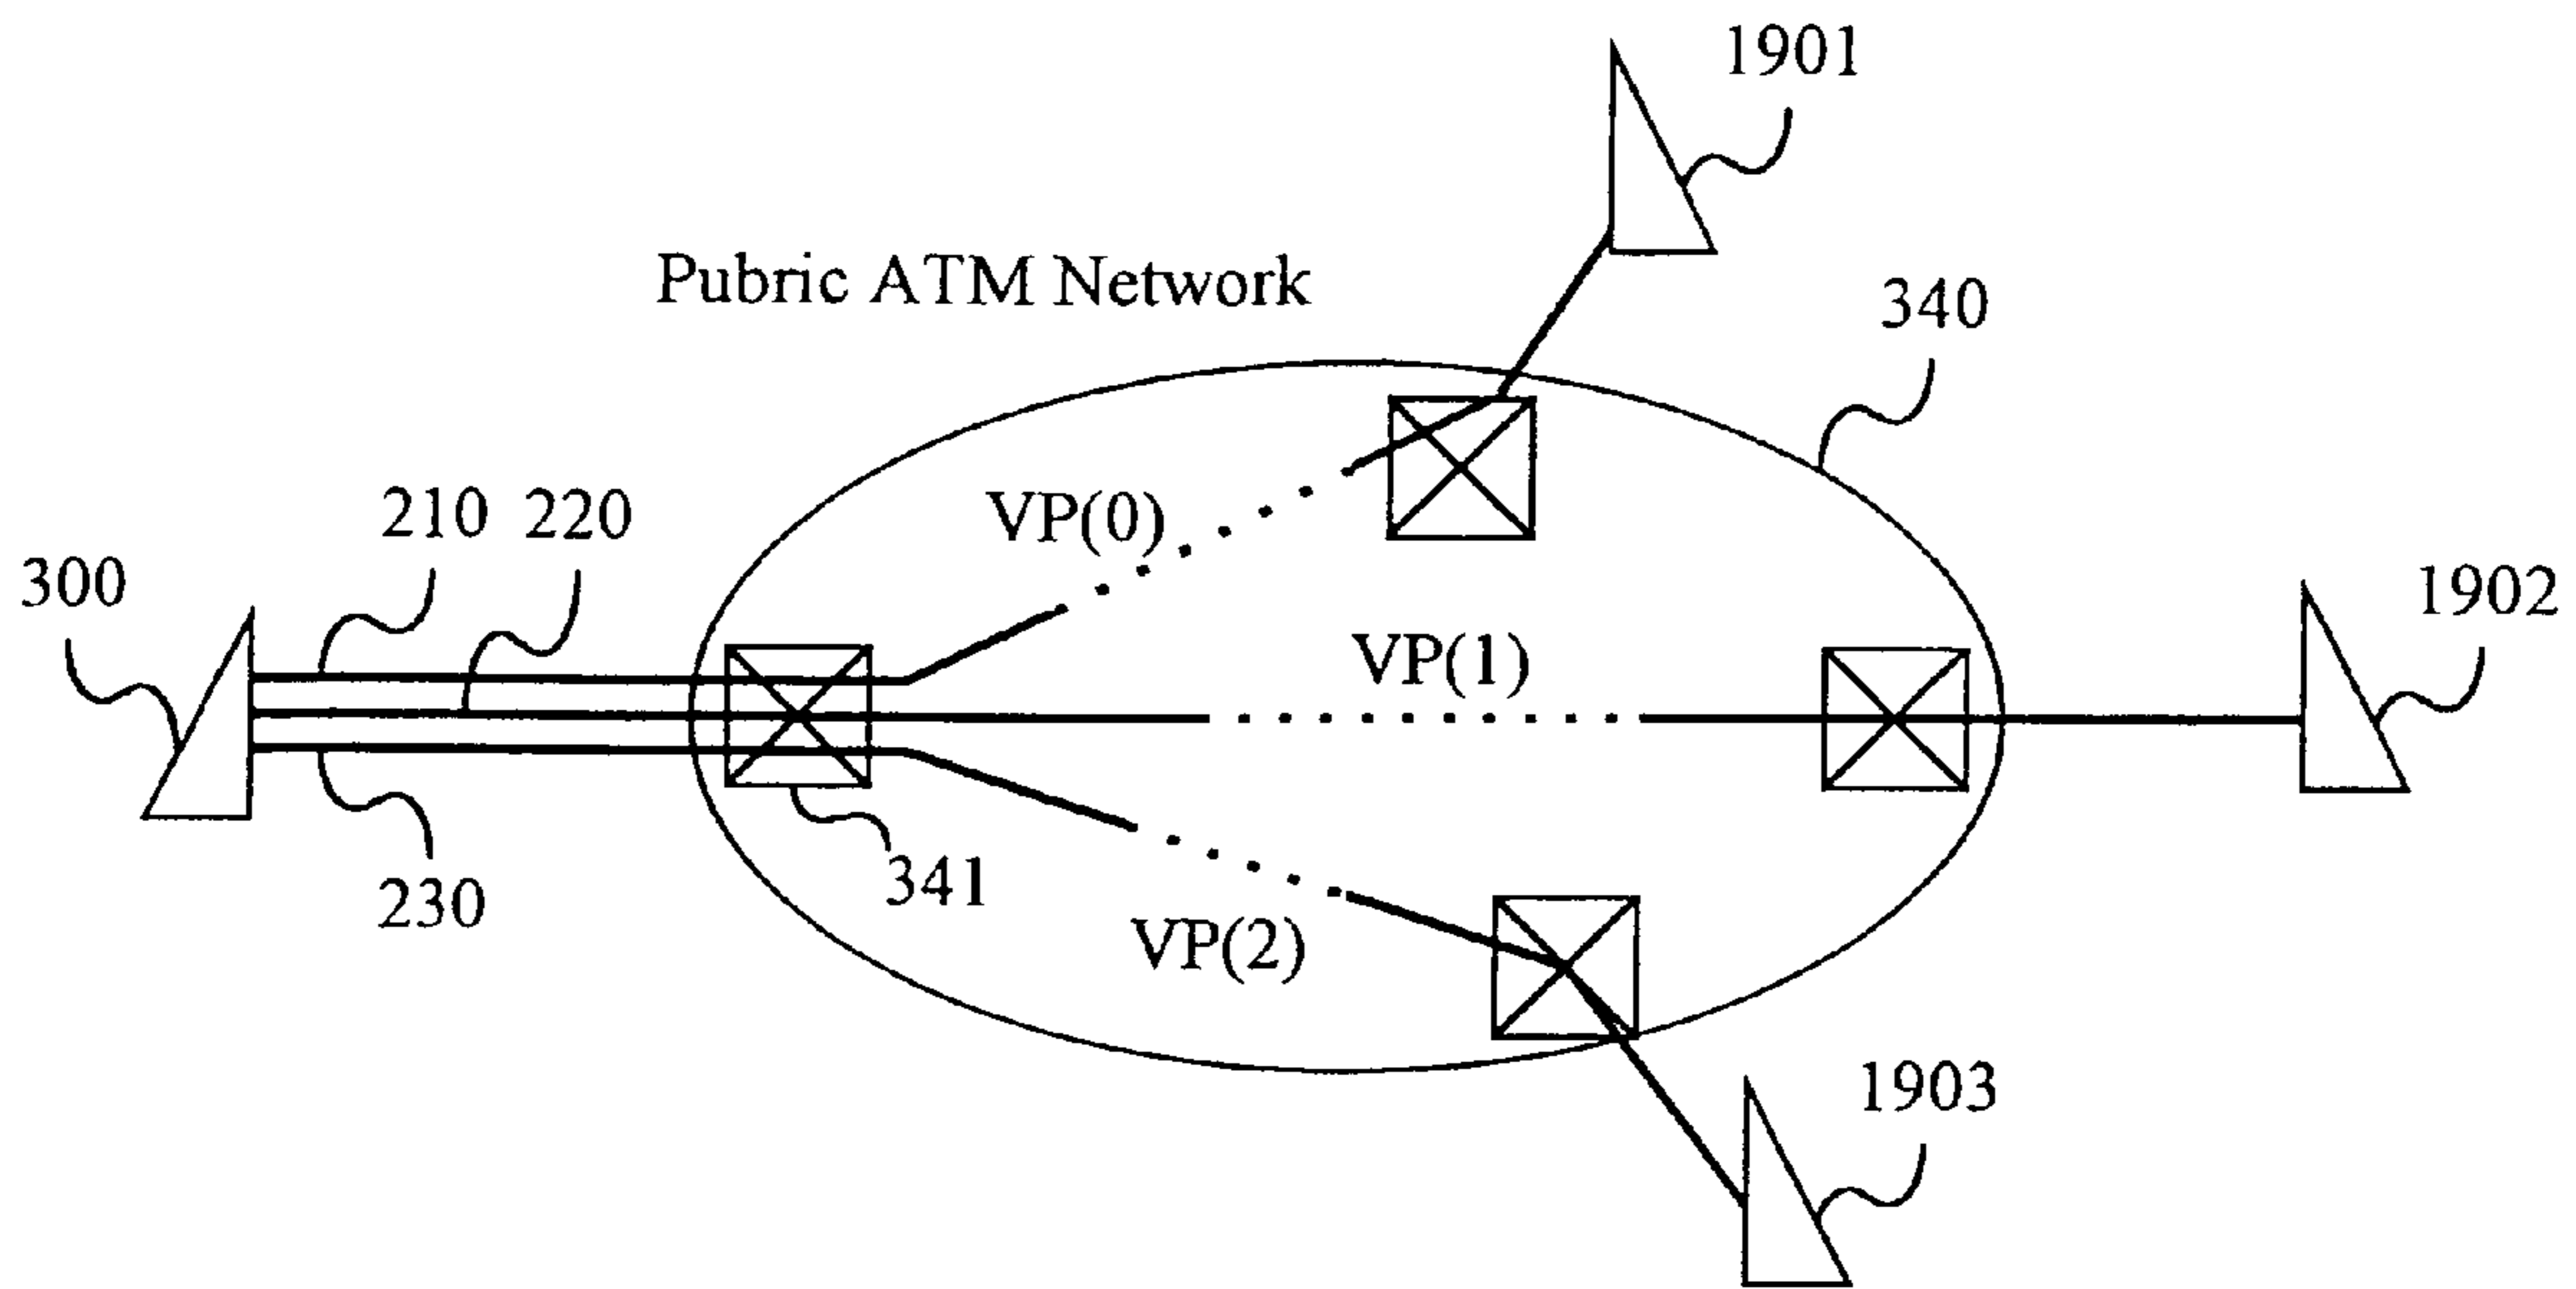 1901
Pubric ATM Network
340
210
220
VP(0)
300
1902
VP(1)
341
230
VP(2)
1903